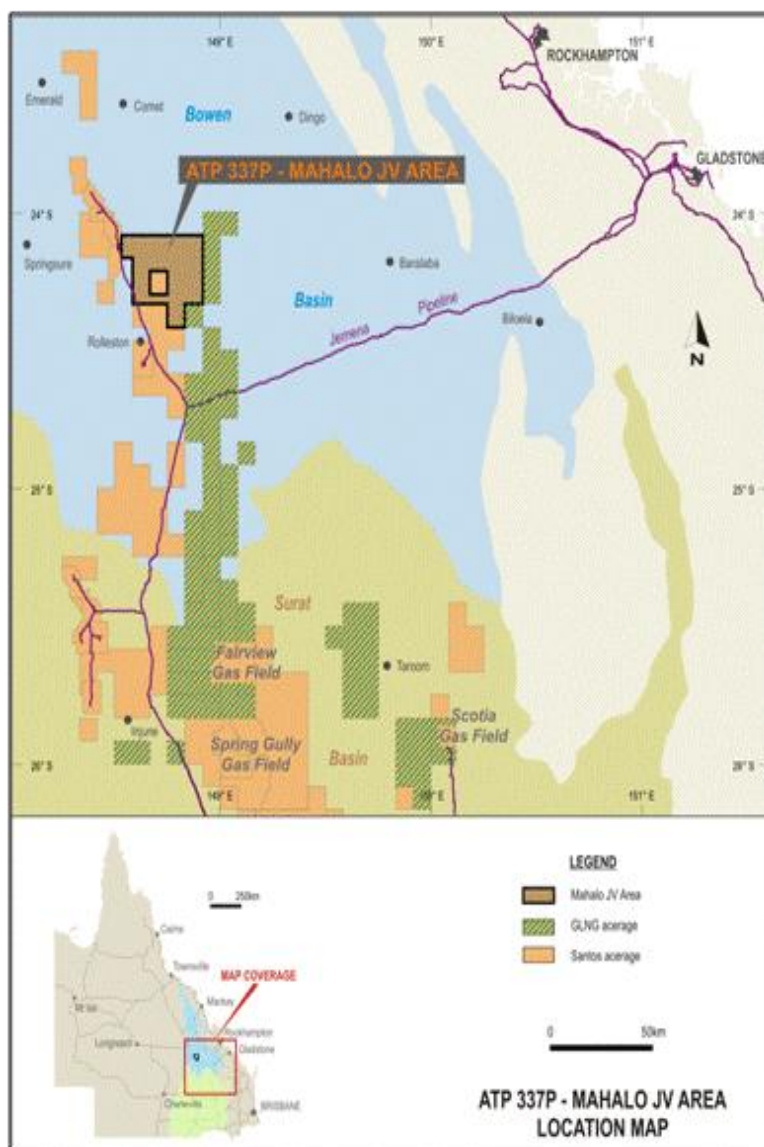 149° E
150° E
151° E
ROCKHAMPTON
Emerald
Comet
Bowen
Dingo
GLADSTONE
ATP 337P - MAHALO JV AREA
24° S
24° S
Springsure
Baralaba
Basin
Pipeline
Jemena
Biloela
Rolleston
N
25° S
25° S
Surat
Fairview
Gas Field
Taroom
Scotia
Gas Field
Injune
Spring Gully
Gas Field
Basin
26° S
26° S
149° E
151° E
LEGEND
Mahalo JV Area
GLNG acerage
Santos acerage
0 50km
ATP 337P - MAHALO JV AREA
LOCATION MAP
0 250km
Cairns
Townsville
MAP COVERAGE
Mackay
Mt Isa
Rockhampton
Longreach
Gladstone
Charleville
BRISBANE